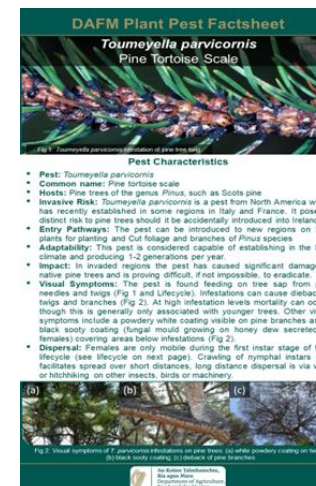 DAFM Plant Pest Factsheet
Toumeyella parvicornis
Pine Tortoise Scale
Fig 1: Toumeyella parvicornis infestation of pine tree twig
Pest Characteristics
Pest: Toumeyella parvicornis
Common name: Pine tortoise scale
Hosts: Pine trees of the genus Pinus, such as Scots pine
Invasive Risk: Toumeyella parvicornis is a pest from North America
has recently established in some regions in Italy and France. It
distinct risk to pine trees should it be accidentally introduced into
Entry Pathways: The pest can be introduced to new regions on
plants for planting and Cut foliage and branches of Pinus species
Adaptability: This pest is considered capable of establishing in the
climate and producing 1-2 generations per year.
Impact: In invaded regions the pest has caused significant
native pine trees and is proving difficult, if not impossible, to eradicate.
Visual Symptoms: The pest is found feeding on tree sap from
needles and twigs (Fig 1 and Lifecycle). Infestations can cause
twigs and branches (Fig 2). At high infestation levels mortality can
though this is generally only associated with younger trees. Other
symptoms include a powdery white coating visible on pine branches
black sooty coating (fungal mould growing on honey dew secreted
females) covering areas below infestations (Fig 2).
Dispersal: Females are only mobile during the first instar stage of
lifecycle (see lifecycle on next page). Crawling of nymphal instars
facilitates spread over short distances, long distance dispersal is via
or hitchhiking on other insects, birds or machinery.
(a) (b) (c)
Fig 2: Visual symptoms of T. parvicornis infestations on pine trees: (a) white powdery coating on
(b) black sooty coating; (c) dieback of pine branches
An Roinn Talmhaíochta,
Bia agus Mara
Department of Agriculture,